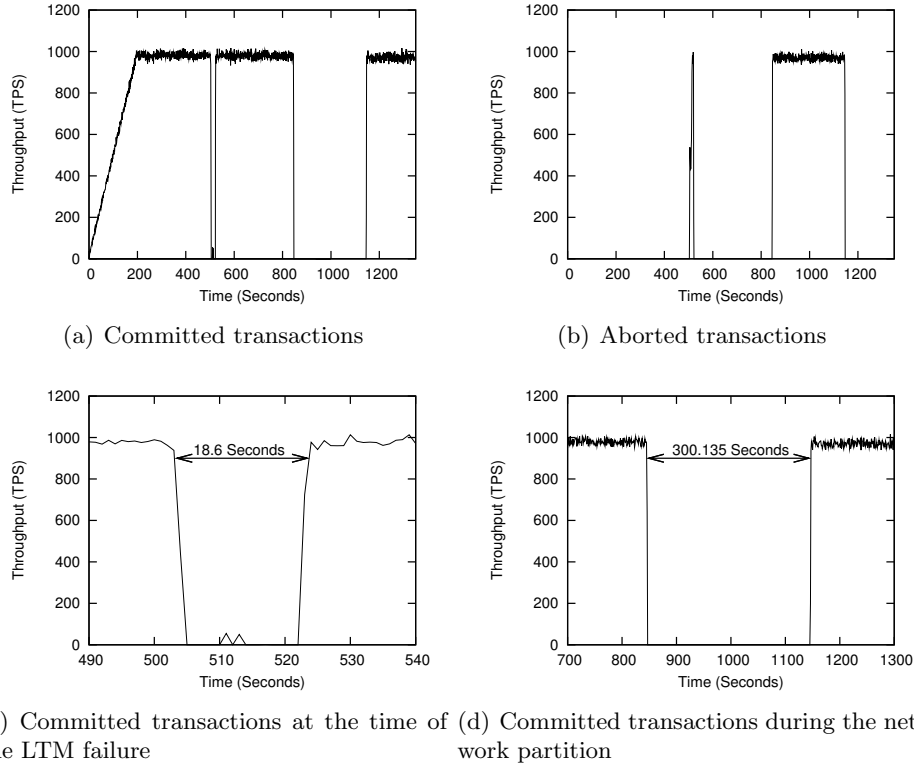 1200
1000
800
600
400
200
0
0 200 400 600 800 1000 1200
Throughput (TPS)
Time (Seconds)
(a) Committed transactions
1200
1000
800
600
400
200
0
0 200 400 600 800 1000 1200
Throughput (TPS)
Time (Seconds)
(b) Aborted transactions
1200
1000
800
600
400
200
0
490 500 510 520 530 540
Throughput (TPS)
18.6 Seconds
Time (Seconds)
) Committed transactions at the time of
e LTM failure
1200
1000
800
600
400
200
0
700 800 900 1000 1100 1200 1300
Throughput (TPS)
300.135 Seconds
Time (Seconds)
(d) Committed transactions during the net
work partition